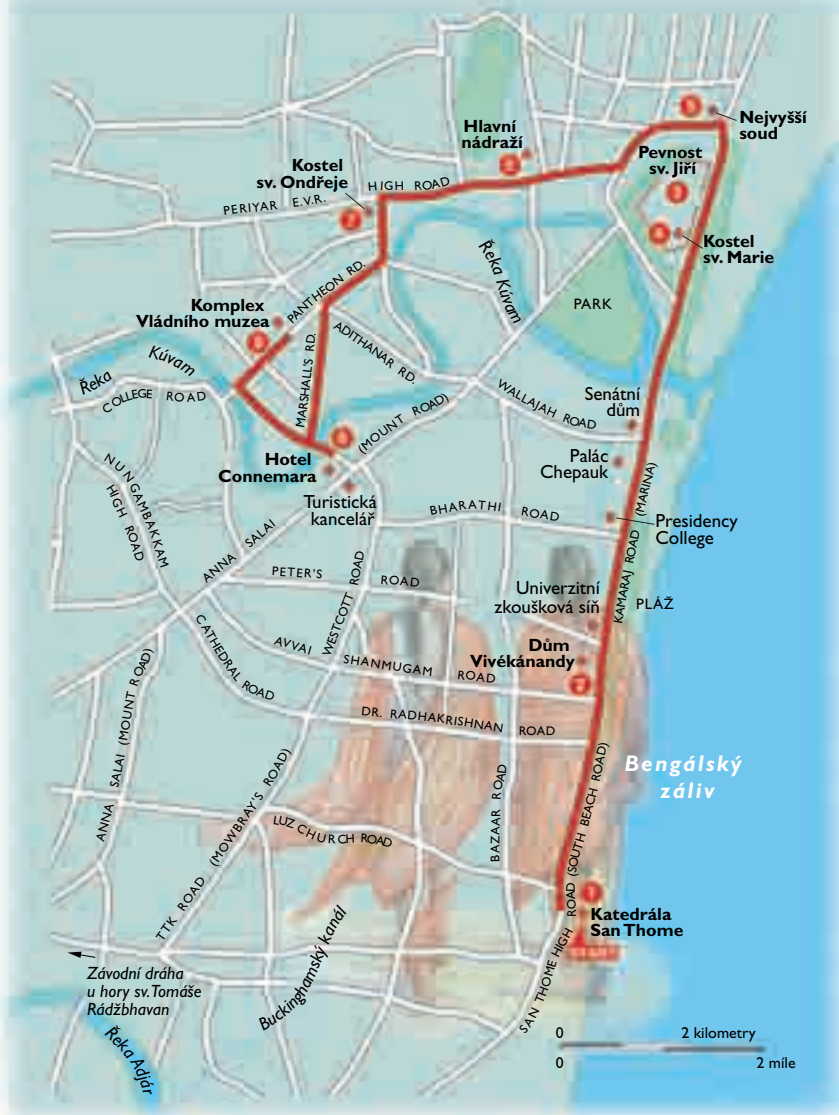 5
Nejvyšší
soud
Hlavní
nádraží
Pevnost
sv. Jiří
3
Kostel
sv. Ondřeje
HIGH ROAD
PERIYAR E.V.R.
7
4
Kostel
sv. Marie
Řeka Kúvam
PANTHEON RD.
Komplex
Vládního muzea
PARK
ADITHANAR RD.
MARSHALL'S RD.
Řeka Kúvam
COLLEGE ROAD
WALLAJAH ROAD
Senátní
dům
(MOUNT ROAD)
Hotel
Connemara
Palác
Chepauk
Turistická
kancelář
NUNGAMBAKKAM
HIGH ROAD
BHARATHI ROAD
Presidency
College
KAMARAJ ROAD (MARINA)
ANNA SALAI
PETER'S ROAD
WESTCOTT ROAD
Univerzitní
zkoušková síň
PLÁŽ
CATHEDRAL ROAD
AVVAI SHANMUGAM ROAD
Dům
Vivékánandy
2
DR. RADHAKRISHNAN ROAD
ANNA SALAI (MOUNT ROAD)
Bengálský
záliv
TTK ROAD (MOWBRAY'S ROAD)
LUZ CHURCH ROAD
BAZAAR ROAD
SAN THOME HIGH ROAD (SOUTH BEACH ROAD)
1
Katedrála
San Thome
Buckinghamský kanál
Závodní dráha
u hory sv. Tomáše
Rádžbhavan
Řeka Adjár
0 2 kilometry
0 2 míle